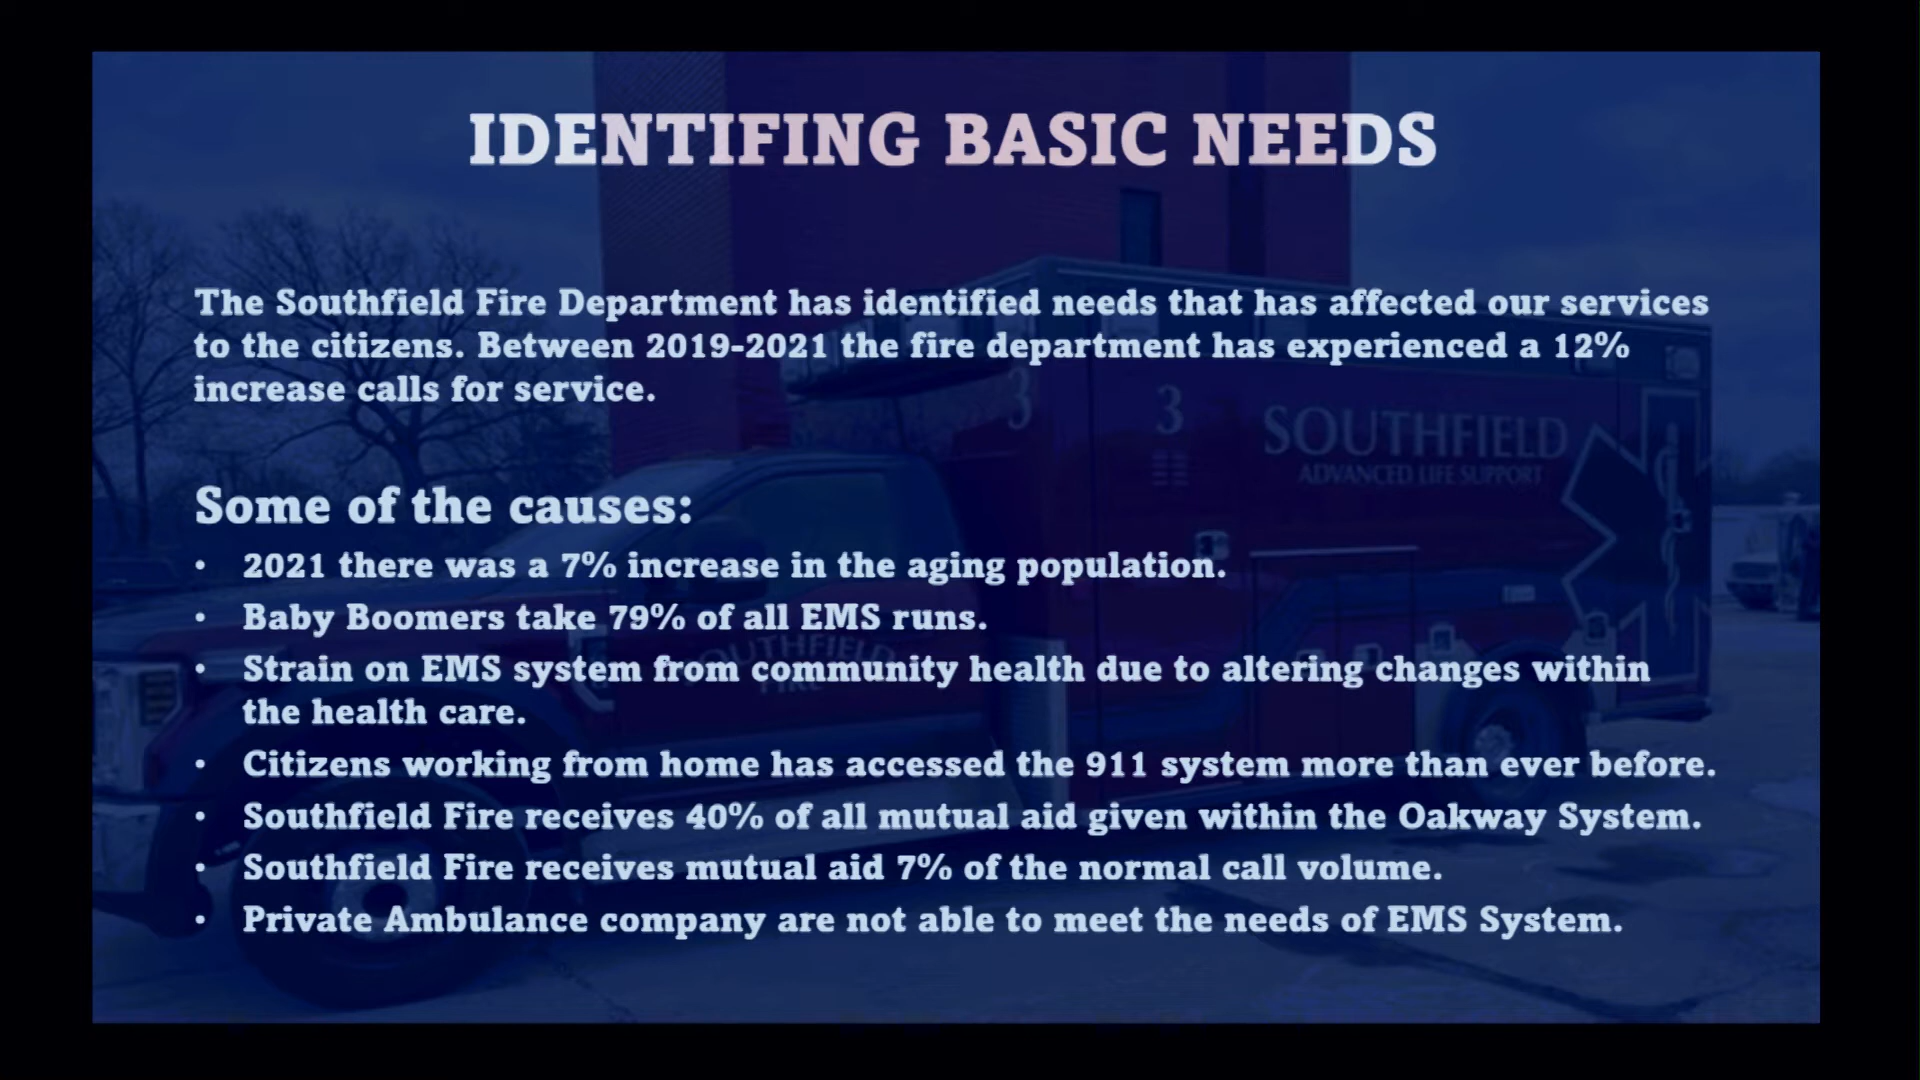 IDENTIFING BASIC NEEDS
The Southfield Fire Department has identified needs that has affected our services
to the citizens. Between 2019-2021 the fire department has experienced a 12%
increase calls for service.
3
3
SOUTHFIELD
ADVANCED LIFE SUPPORT
Some of the causes:
• 2021 there was a 7% increase in the aging population.
• Baby Boomers take 79% of all EMS runs.
SOUTHFIELD
FIRE
• Strain on EMS system from community health due to altering changes within
the health care.
• Citizens working from home has accessed the 911 system more than ever before.
• Southfield Fire receives 40% of all mutual aid given within the Oakway System.
• Southfield Fire receives mutual aid 7% of the normal call volume.
• Private Ambulance company are not able to meet the needs of EMS System.